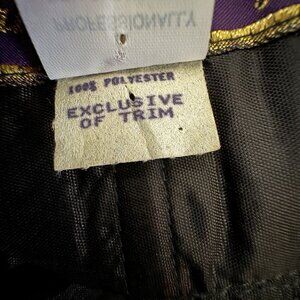 PROFESSIONALLY
100% POLYESTER
EXCLUSIVE
OF TRIM